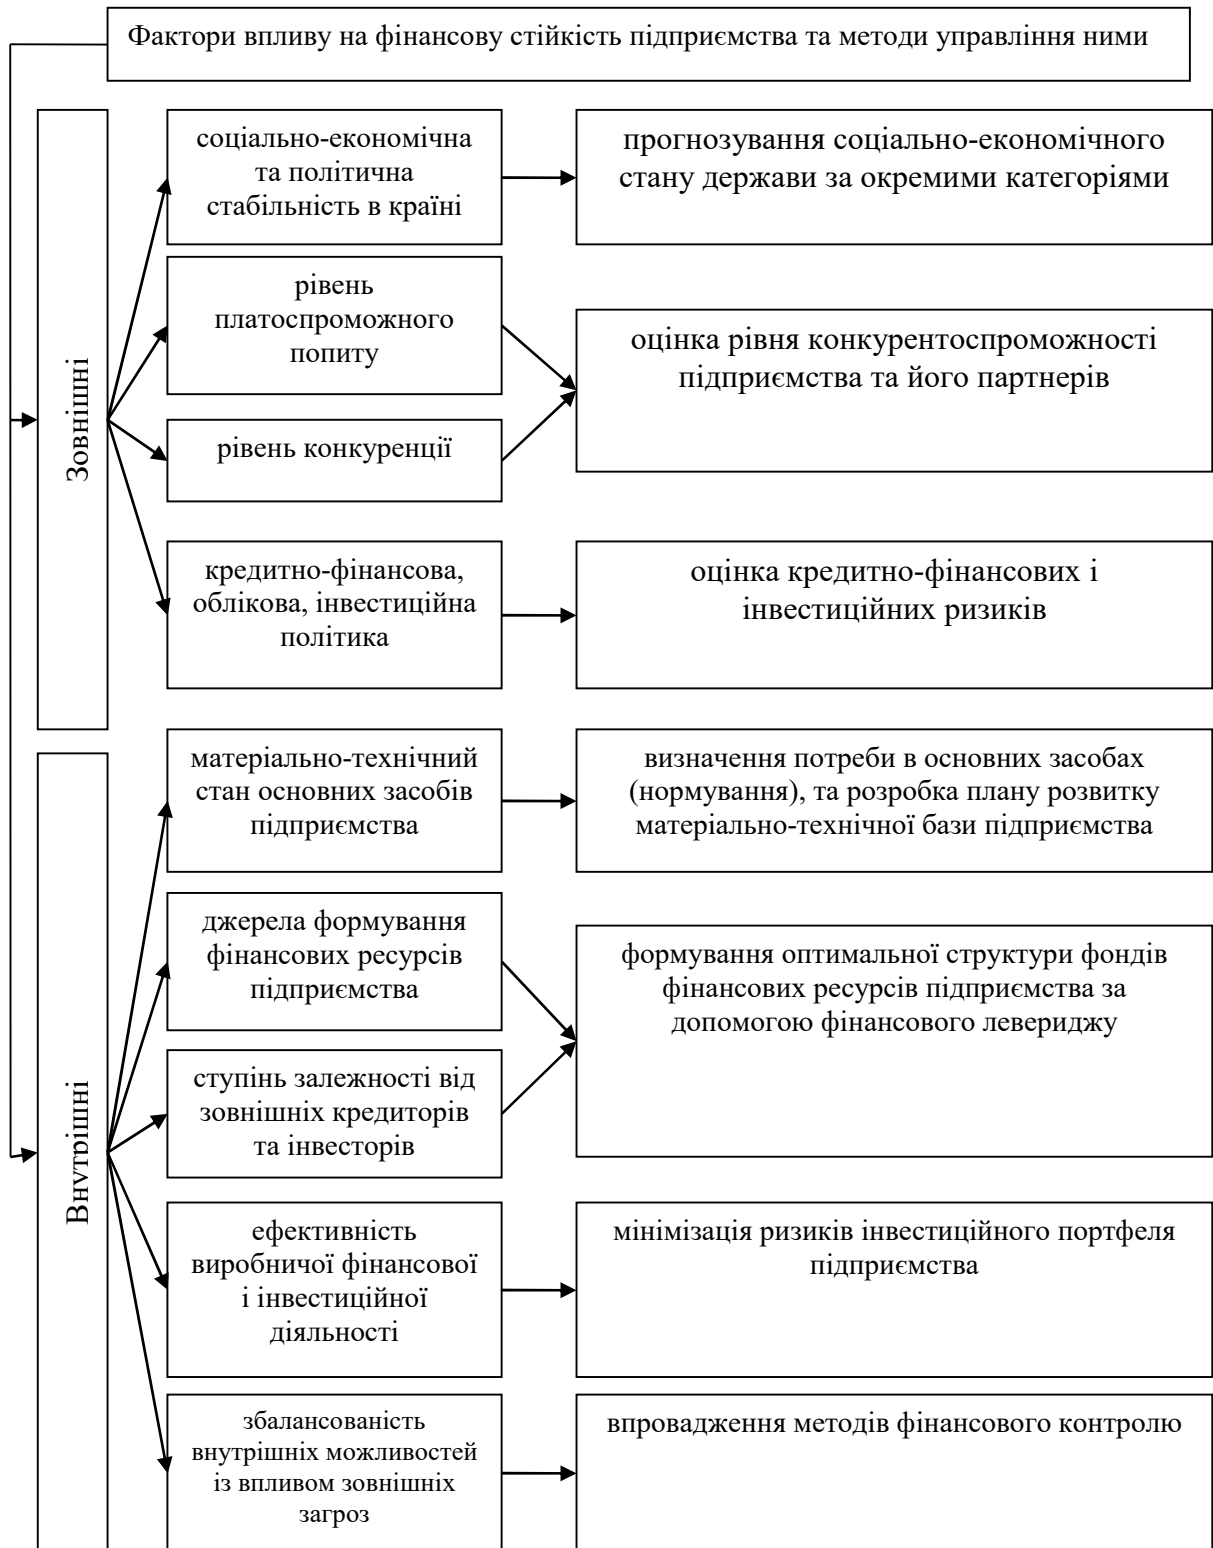 Фактори впливу на фінансову стійкість підприємства та методи управління ними
Зовнішні
соціально-економічна
та політична
стабільність в країні
прогнозування соціально-економічного
стану держави за окремими категоріями
рівень
платоспроможного
попиту
рівень конкуренції
оцінка рівня конкурентоспроможності
підприємства та його партнерів
кредитно-фінансова,
облікова, інвестиційна
політика
оцінка кредитно-фінансових і
інвестиційних ризиків
Внутрішні
матеріально-технічний
стан основних засобів
підприємства
визначення потреби в основних засобах
(нормування), та розробка плану розвитку
матеріально-технічної бази підприємства
джерела формування
фінансових ресурсів
підприємства
ступінь залежності від
зовнішніх кредиторів
та інвесторів
формування оптимальної структури фондів
фінансових ресурсів підприємства за
допомогою фінансового левериджу
ефективність
виробничої фінансової
і інвестиційної
діяльності
мінімізація ризиків інвестиційного портфеля
підприємства
збалансованість
внутрішніх можливостей
із впливом зовнішніх
загроз
впровадження методів фінансового контролю